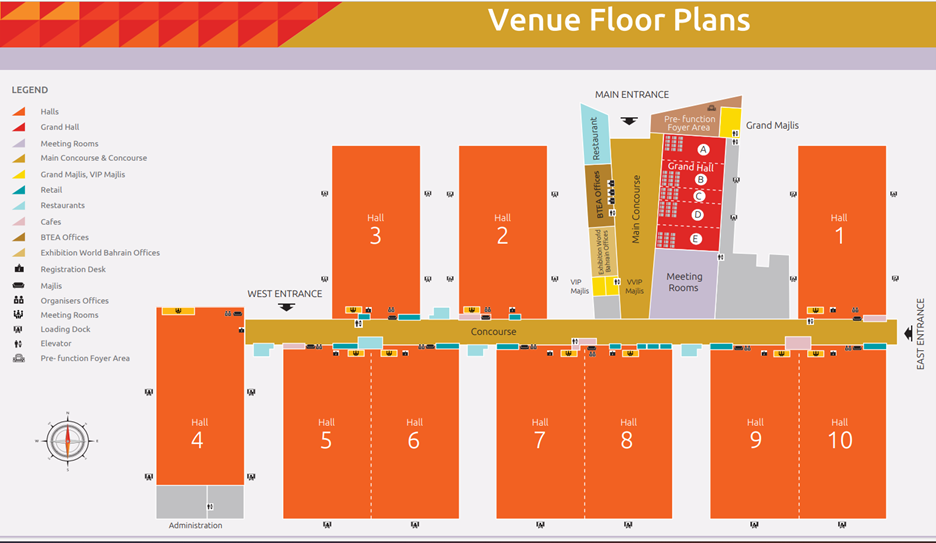 Venue Floor Plans
LEGEND
Halls
Grand Hall
Meeting Rooms
Main Concourse & Concourse
Grand Majlis, VIP Majlis
Retail
Restaurants
Cafes
BTEA Offices
Exhibition World Bahrain Offices
Registration Desk
Majlis
Organisers Offices
Meeting Rooms
Loading Dock
Elevator
Pre- function Foyer Area
MAIN ENTRANCE
Restaurant
Pre- function
Foyer Area
Grand Majlis
A
Grand Hall
B
C
D
E
BTEA Offices
Main Concourse
Exhibition World
Bahrain Offices
VIP
Majlis
VVIP
Majlis
Meeting
Rooms
Hall
3
Hall
2
Hall
1
WEST ENTRANCE
Concourse
EAST ENTRANCE
Hall
4
Hall
5
Hall
6
Hall
7
Hall
8
Hall
9
Hall
10
N
W
E
S
Administration